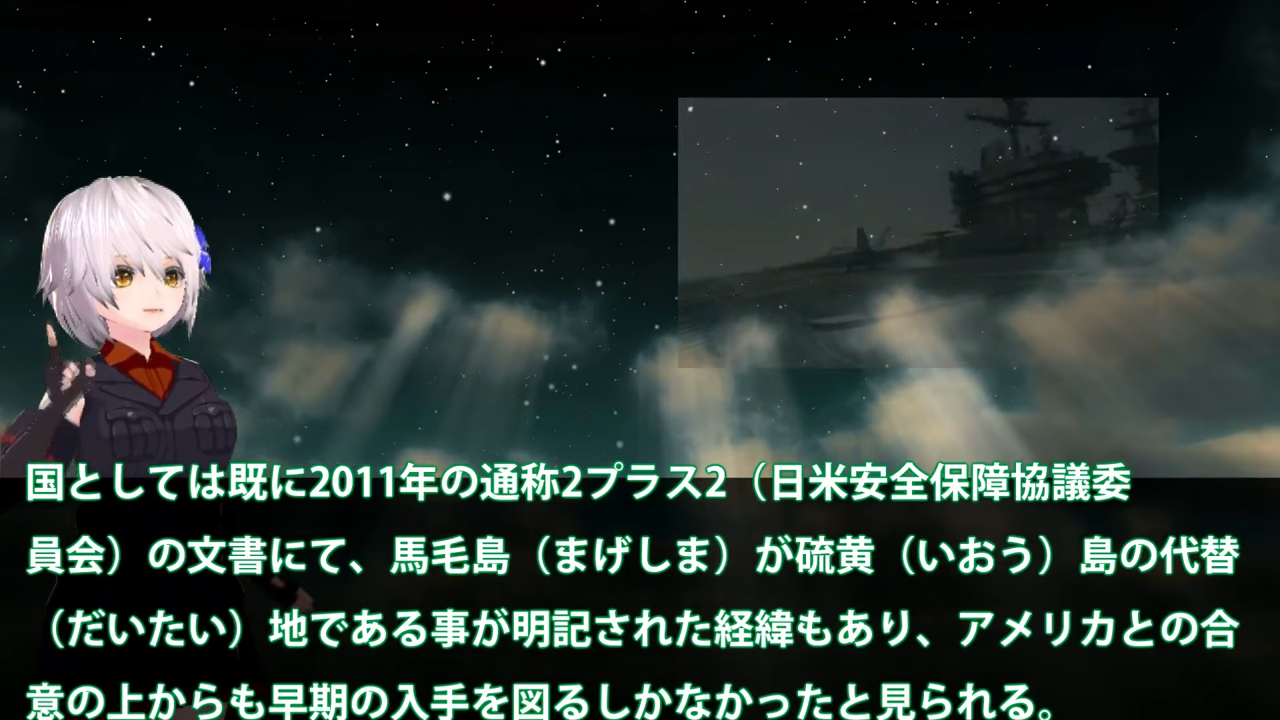 国としては既に2011年の通称2プラス2（日米安全保障協議委
員会）の文書にて、馬毛島（まげしま）が硫黄（いおう）島の代替
（だいたい）地である事が明記された経緯もあり、アメリカとの合
意の上からも早期の入手を図るしかなかったと見られる。